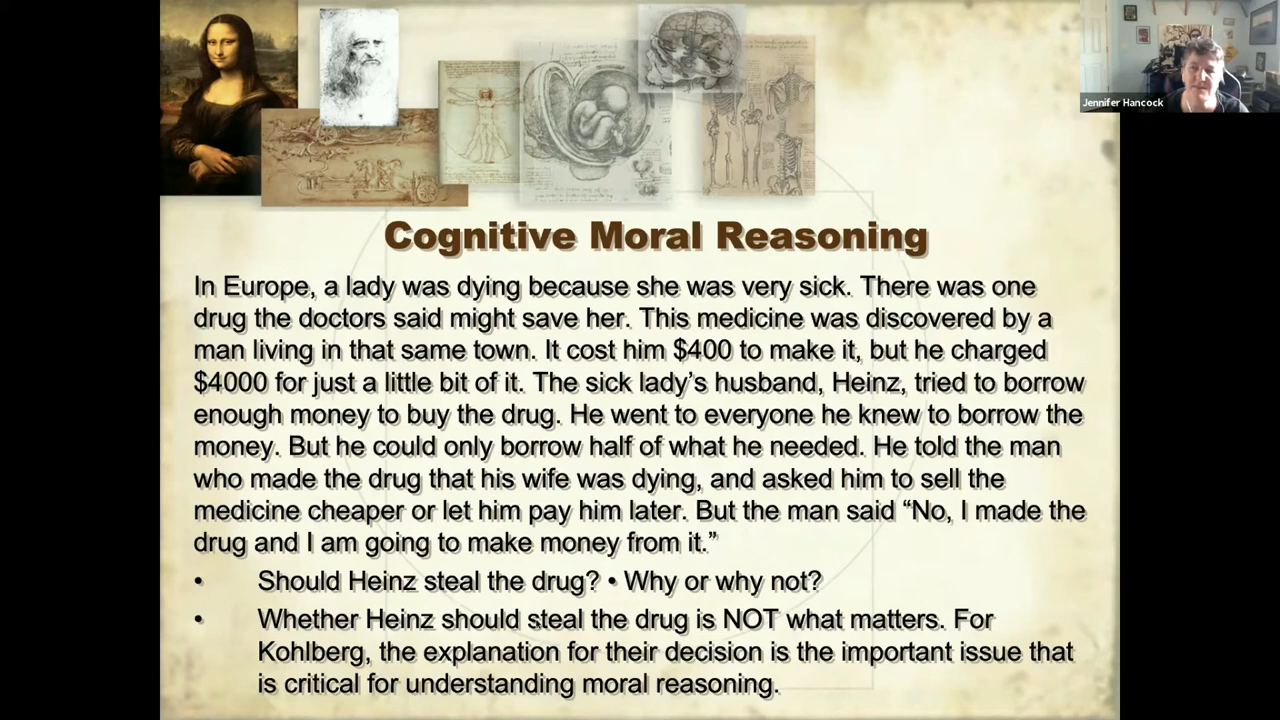 Jennifer Hancock
Cognitive Moral Reasoning
In Europe, a lady was dying because she was very sick. There was one
drug the doctors said might save her. This medicine was discovered by a
man living in that same town. It cost him $400 to make it, but he charged
$4000 for just a little bit of it. The sick lady’s husband, Heinz, tried to borrow
enough money to buy the drug. He went to everyone he knew to borrow the
money. But he could only borrow half of what he needed. He told the man
who made the drug that his wife was dying, and asked him to sell the
medicine cheaper or let him pay him later. But the man said “No, I made the
drug and I am going to make money from it.”
• Should Heinz steal the drug? • Why or why not?
• Whether Heinz should steal the drug is NOT what matters. For
Kohlberg, the explanation for their decision is the important issue that
is critical for understanding moral reasoning.